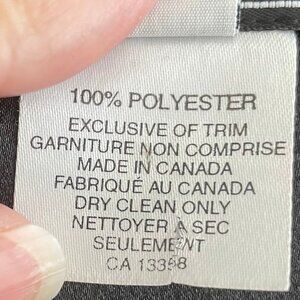 100% POLYESTER
EXCLUSIVE OF TRIM
GARNITURE NON COMPRISE
MADE IN CANADA
FABRIQUÉ AU CANADA
DRY CLEAN ONLY
NETTOYER A SEC
SEULEMENT
CA 13398